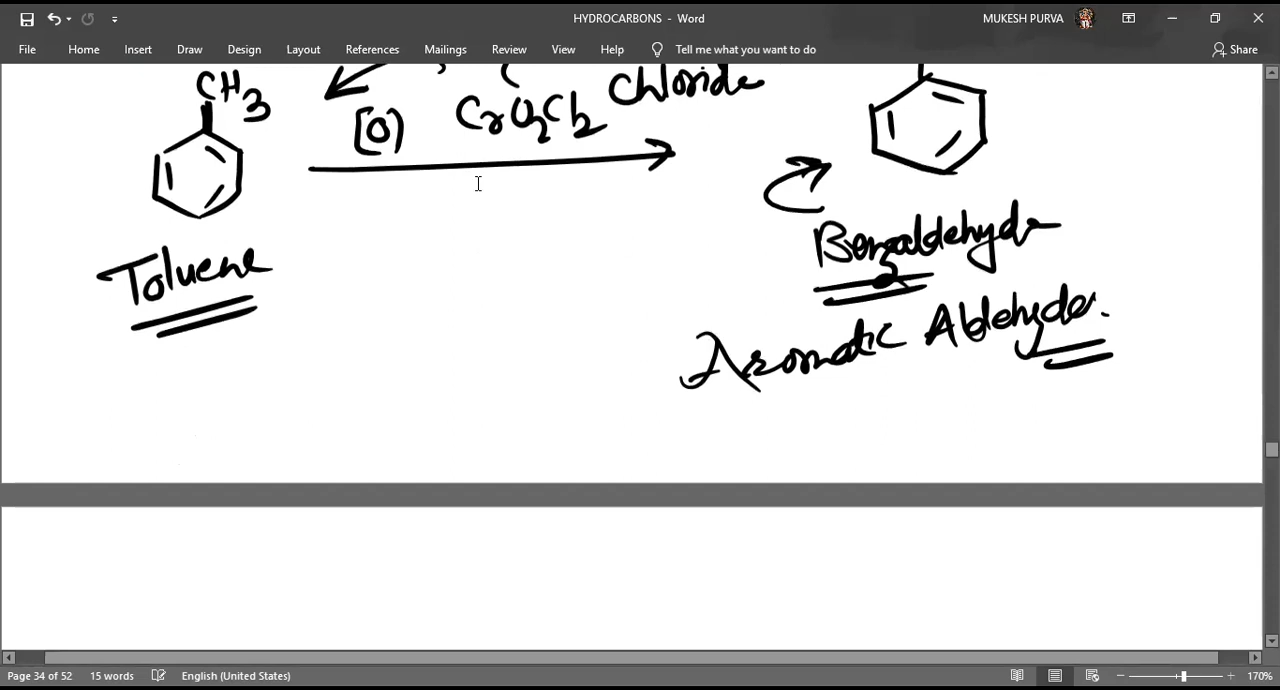 HYDROCARBONS - Word
MUKESH PURVA
File Home Insert Draw Design Layout References Mailings Review View Help Tell me what you want to do Share
CH3
Chloride
[O] CrO2Cl2
Toluene
Benzaldehyde
Aromatic Aldehyde.
Page 34 of 52 15 words English (United States) 170%